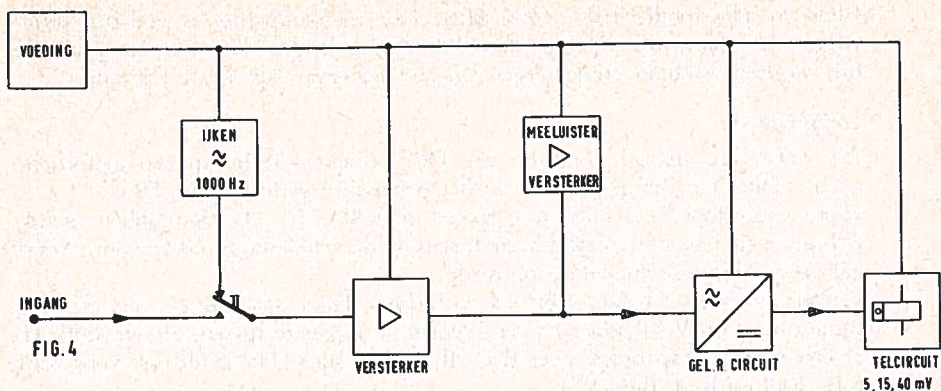 VOEDING
IJKEN
1000 Hz
MEELUISTER
VERSTERKER
INGANG
FIG. 4
VERSTERKER
GEL.R. CIRCUIT
TELCIRCUIT
5, 15, 40 mV